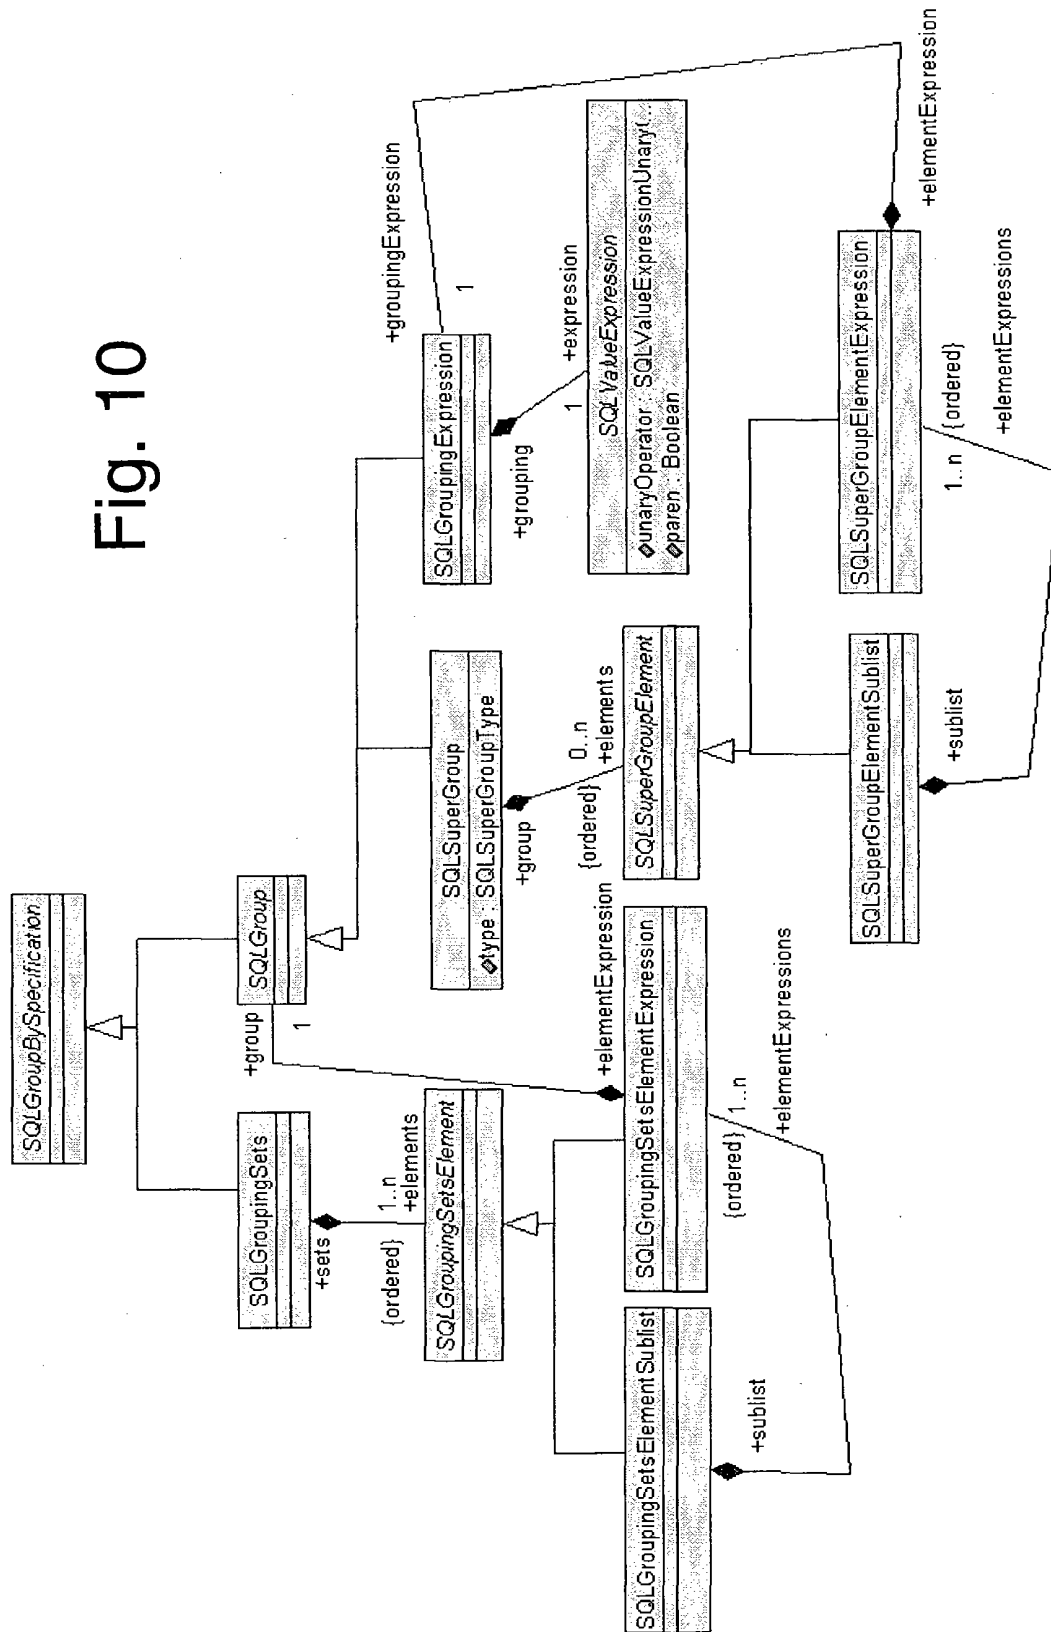 Fig. 10
SQLGroupBySpecification
SQLGroupingSets
+sets
SQLGroup
+group
1
{ordered}
1..n
+elements
SQLGroupingSetsElement
SQLSuperGroup
type : SQLSuperGroupType
+group
SQLGroupingExpression
+groupingExpression
1
+grouping
1
+expression
{ordered}
0..n
+elements
SQLValueExpression
unaryOperator : SQLValueExpressionUnary(...
paren : Boolean
SQLGroupingSetsElementSublist
+sublist
+elementExpression
SQLGroupingSetsElementExpression
{ordered}
1..n
+elementExpressions
SQLSuperGroupElement
SQLSuperGroupElementSublist
+sublist
SQLSuperGroupElementExpression
+elementExpression
1..n
{ordered}
+elementExpressions